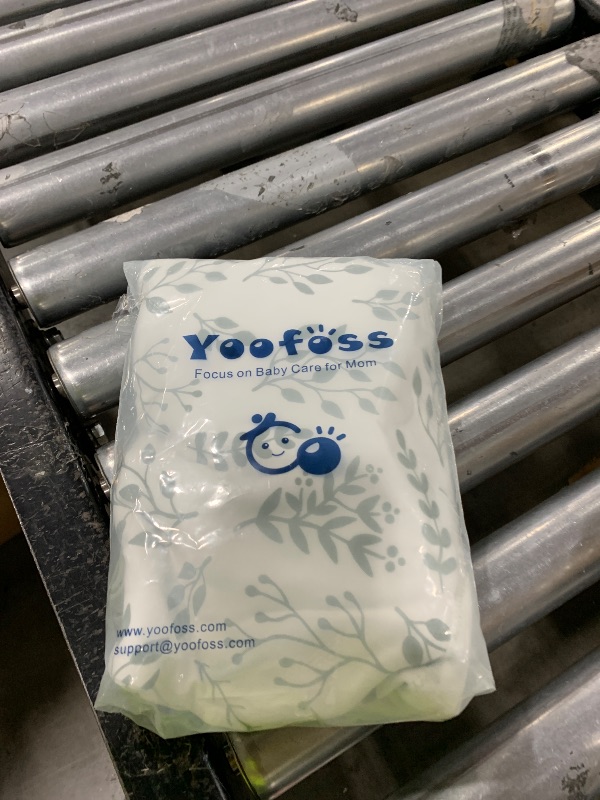 Yoofoss
Focus on Baby Care for Mom
www.yoofoss.com
support@yoofoss.com